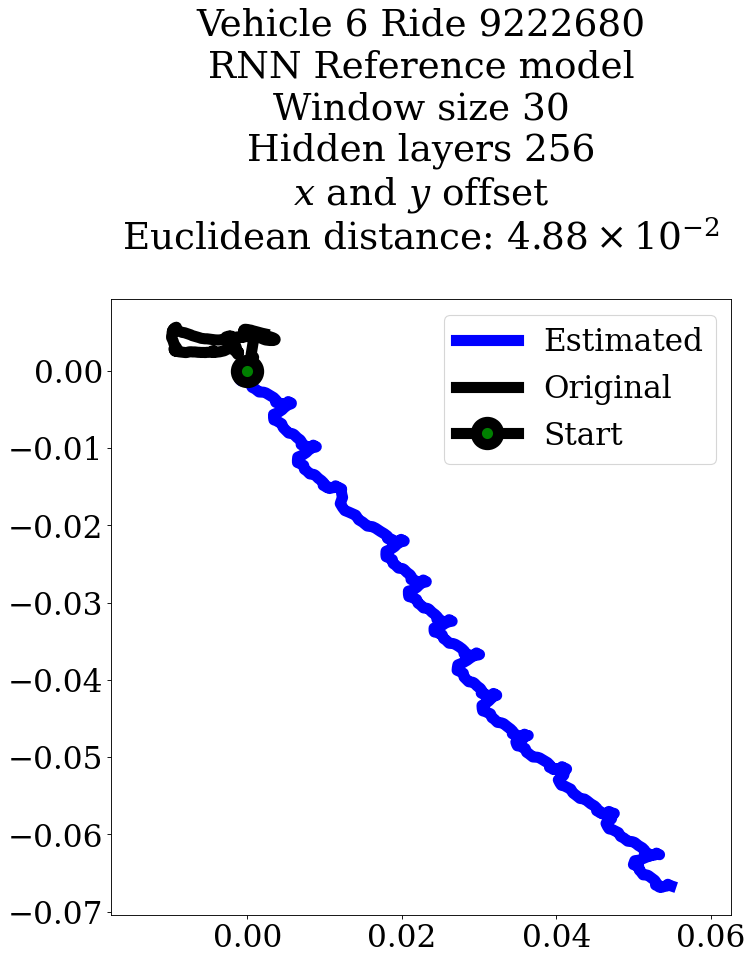 Vehicle 6 Ride 9222680
RNN Reference model
Window size 30
Hidden layers 256
x and y offset
Euclidean distance: 4.88 × 10⁻²
Estimated
Original
Start
0.00
−0.01
−0.02
−0.03
−0.04
−0.05
−0.06
−0.07
0.00 0.02 0.04 0.06